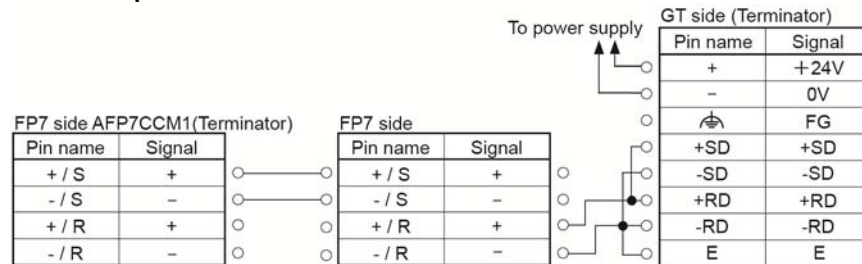 To power supply
GT side (Terminator)
Pin name Signal
+ +24V
− 0V
FG
+SD +SD
-SD -SD
+RD +RD
-RD -RD
E E
FP7 side AFP7CCM1(Terminator)
Pin name Signal
+ / S +
- / S −
+ / R +
- / R −
FP7 side
Pin name Signal
+ / S +
- / S −
+ / R +
- / R −